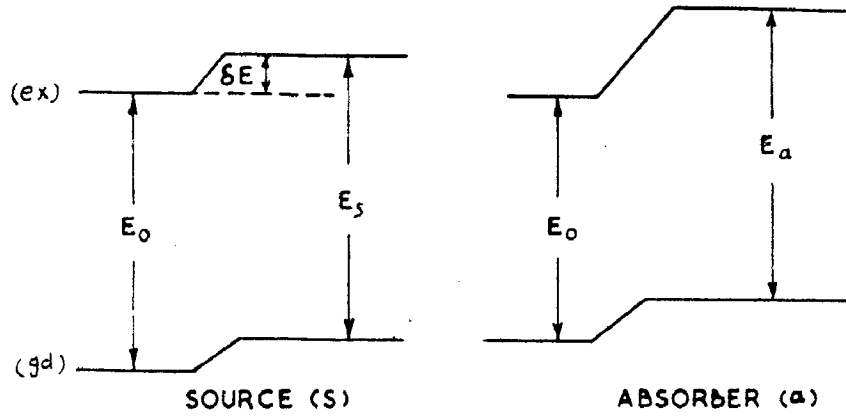 (ex)
δE
E₀
Eₛ
E₀
Eₐ
(gd)
SOURCE (S)
ABSORBER (a)